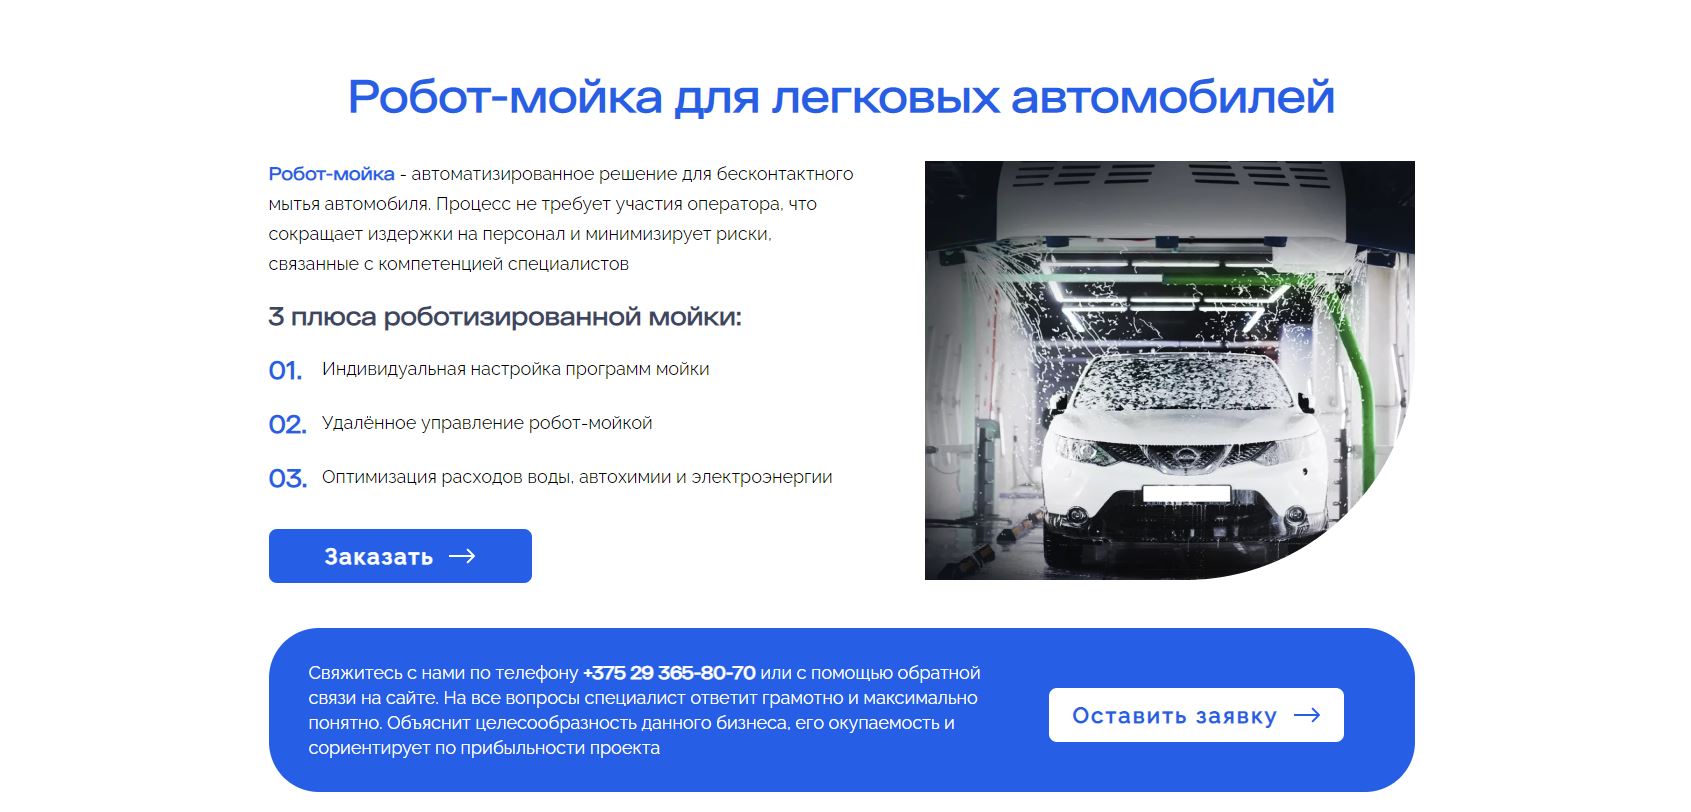 Робот-мойка для легковых автомобилей
Робот-мойка - автоматизированное решение для бесконтактного
мытья автомобиля. Процесс не требует участия оператора, что
сокращает издержки на персонал и минимизирует риски,
связанные с компетенцией специалистов
3 плюса роботизированной мойки:
01. Индивидуальная настройка программ мойки
02. Удалённое управление робот-мойкой
03. Оптимизация расходов воды, автохимии и электроэнергии
Заказать →
Свяжитесь с нами по телефону +375 29 365-80-70 или с помощью обратной
связи на сайте. На все вопросы специалист ответит грамотно и максимально
понятно. Объяснит целесообразность данного бизнеса, его окупаемость и
сориентирует по прибыльности проекта
Оставить заявку →